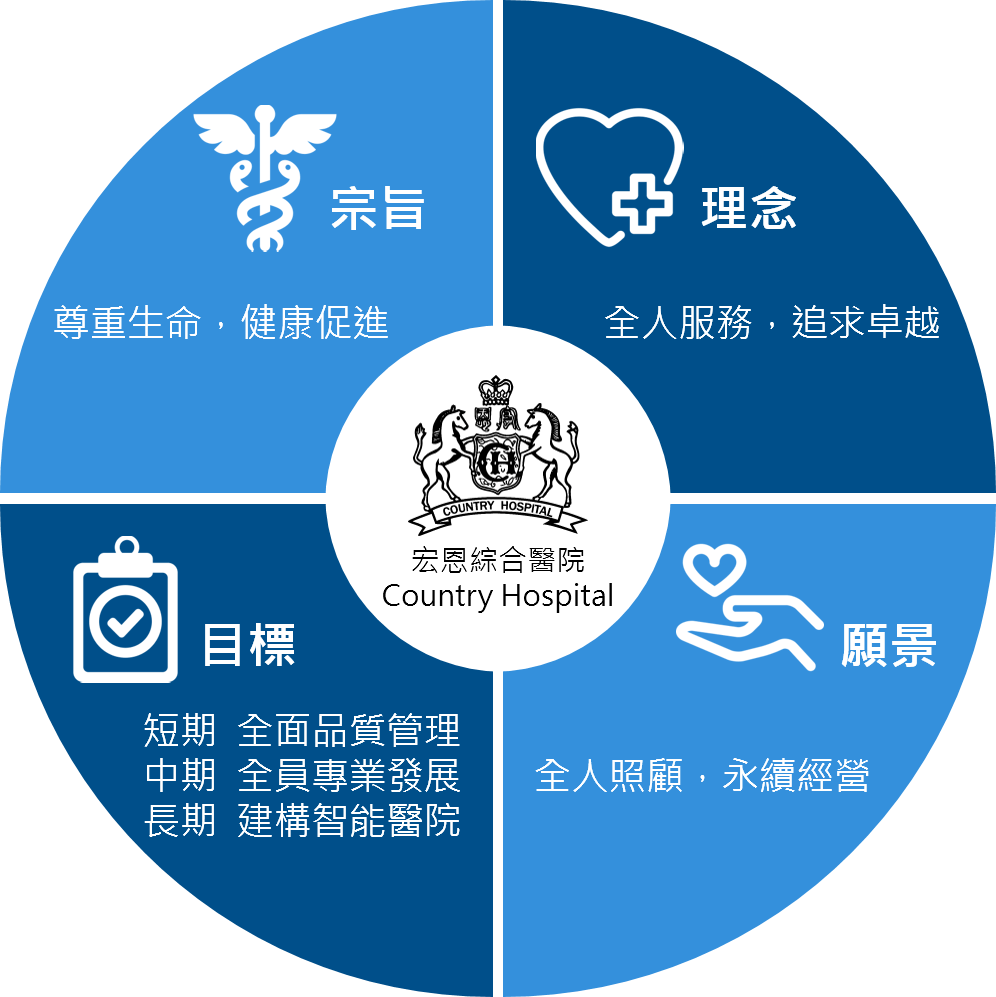 宗旨
尊重生命，健康促進
理念
全人服務，追求卓越
COUNTRY HOSPITAL
宏恩綜合醫院
Country Hospital
目標
短期 全面品質管理
中期 全員專業發展
長期 建構智能醫院
願景
全人照顧，永續經營